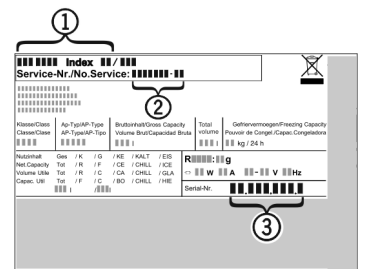 1
Index /
Service-Nr./No.Service: -
2
Klasse/Class Ap-Typ/AP-Type Bruttoinhalt/Gross Capacity Total Gefriervermoegen/Freezing Capacity
Classe/Clase AP-Type/AP-Tipo Volume Brut/Capacidad Bruta volume Pouvoir de Congel./Capac.Congeladora
l l kg / 24 h
Nutzinhalt Ges / K / G / KE / KALT / EIS
Net.Capacity Tot / R / F / CE / CHILL / ICE
Volume Utile Tot / R / C / CA / CHILL / GLA
Capac. Util Tot / F / C / BO / CHILL / HIE
l / l
R : g
W A - V Hz
Serial-Nr.
3